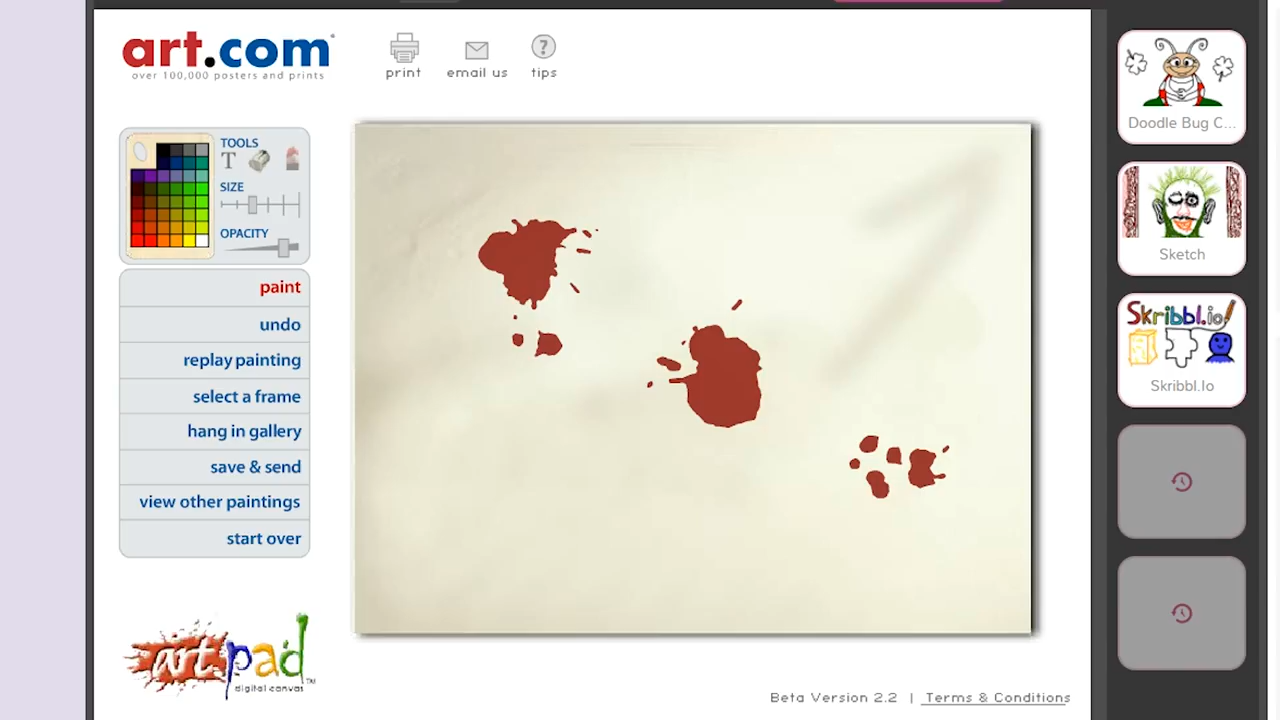 art.com
over 100,000 posters and prints
print
email us
tips
TOOLS
T
SIZE
OPACITY
paint
undo
replay painting
select a frame
hang in gallery
save & send
view other paintings
start over
artpad™
digital canvas
Beta Version 2.2 | Terms & Conditions
Doodle Bug C...
Sketch
Skribbl.io!
Skribbl.Io